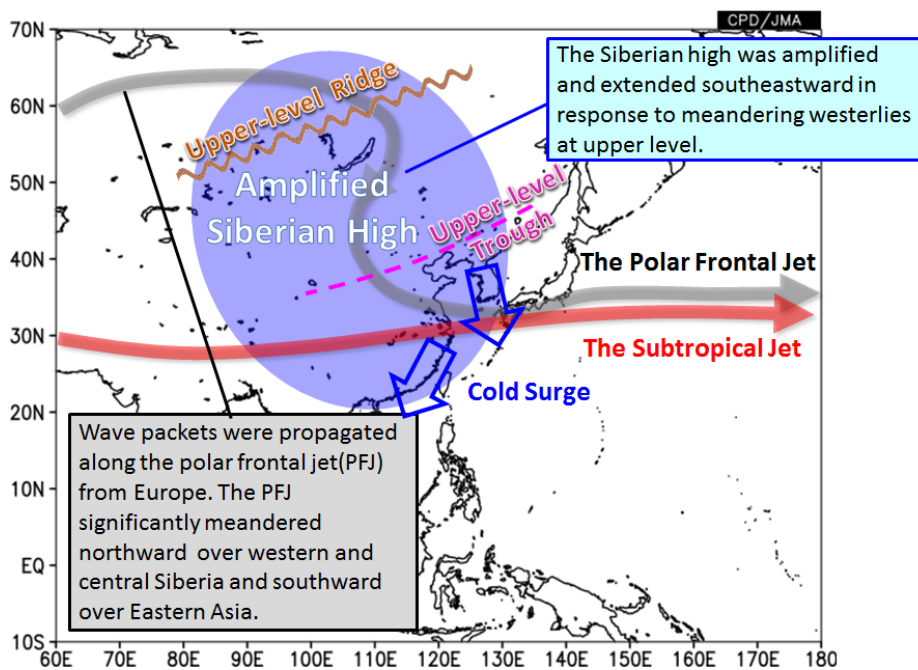 CPD/JMA
70N
60N
50N
40N
30N
20N
10N
EQ
10S
60E
70E
80E
90E
100E
110E
120E
130E
140E
150E
160E
170E
180
The Siberian high was amplified
and extended southeastward in
response to meandering westerlies
at upper level.
Upper-level Ridge
Amplified
Siberian High
Upper-level
Trough
The Polar Frontal Jet
The Subtropical Jet
Cold Surge
Wave packets were propagated
along the polar frontal jet(PFJ)
from Europe. The PFJ
significantly meandered
northward over western and
central Siberia and southward
over Eastern Asia.